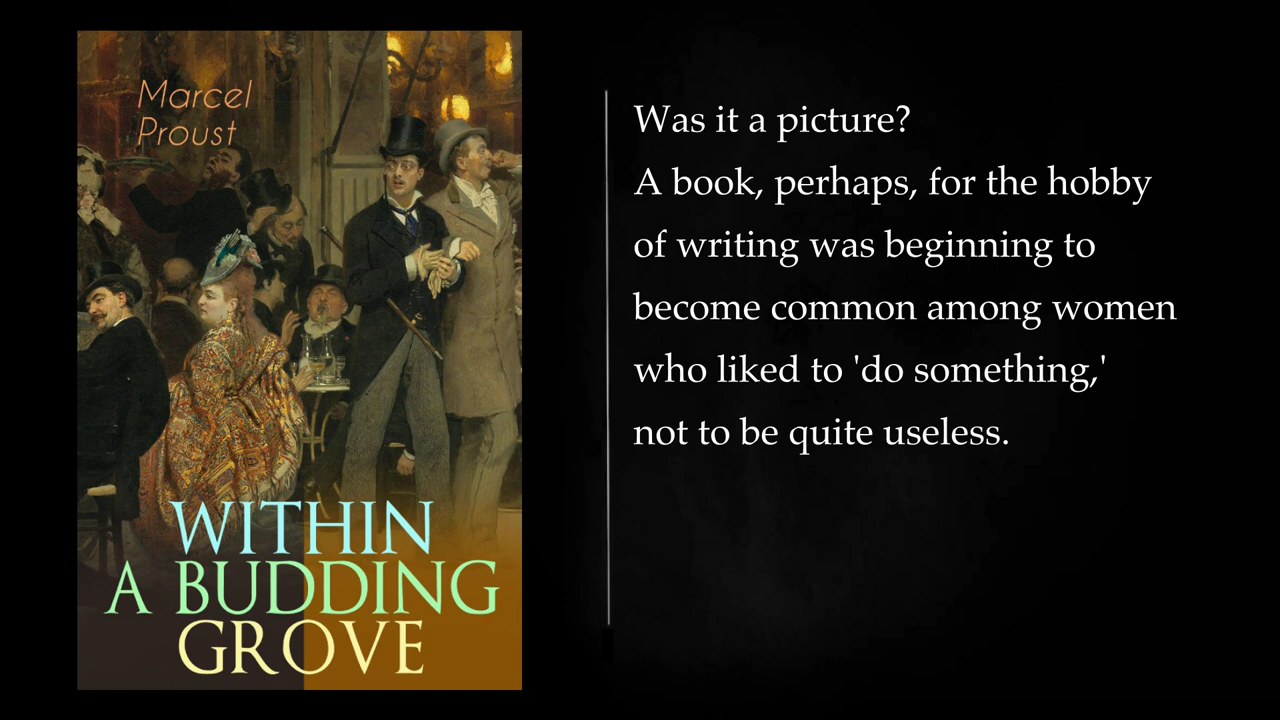 Marcel
Proust
WITHIN
A BUDDING
GROVE
Was it a picture?
A book, perhaps, for the hobby
of writing was beginning to
become common among women
who liked to 'do something,'
not to be quite useless.